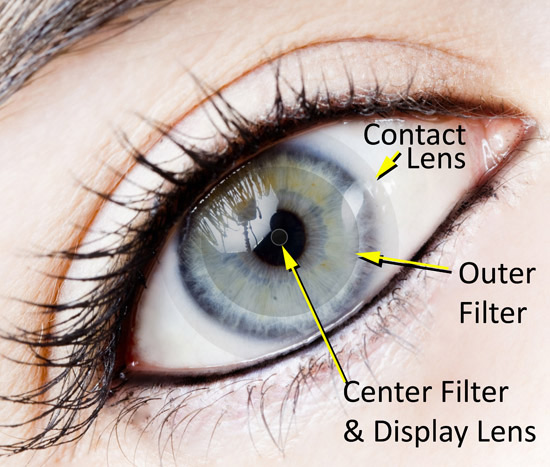 Contact
Lens
Outer
Filter
Center Filter
& Display Lens